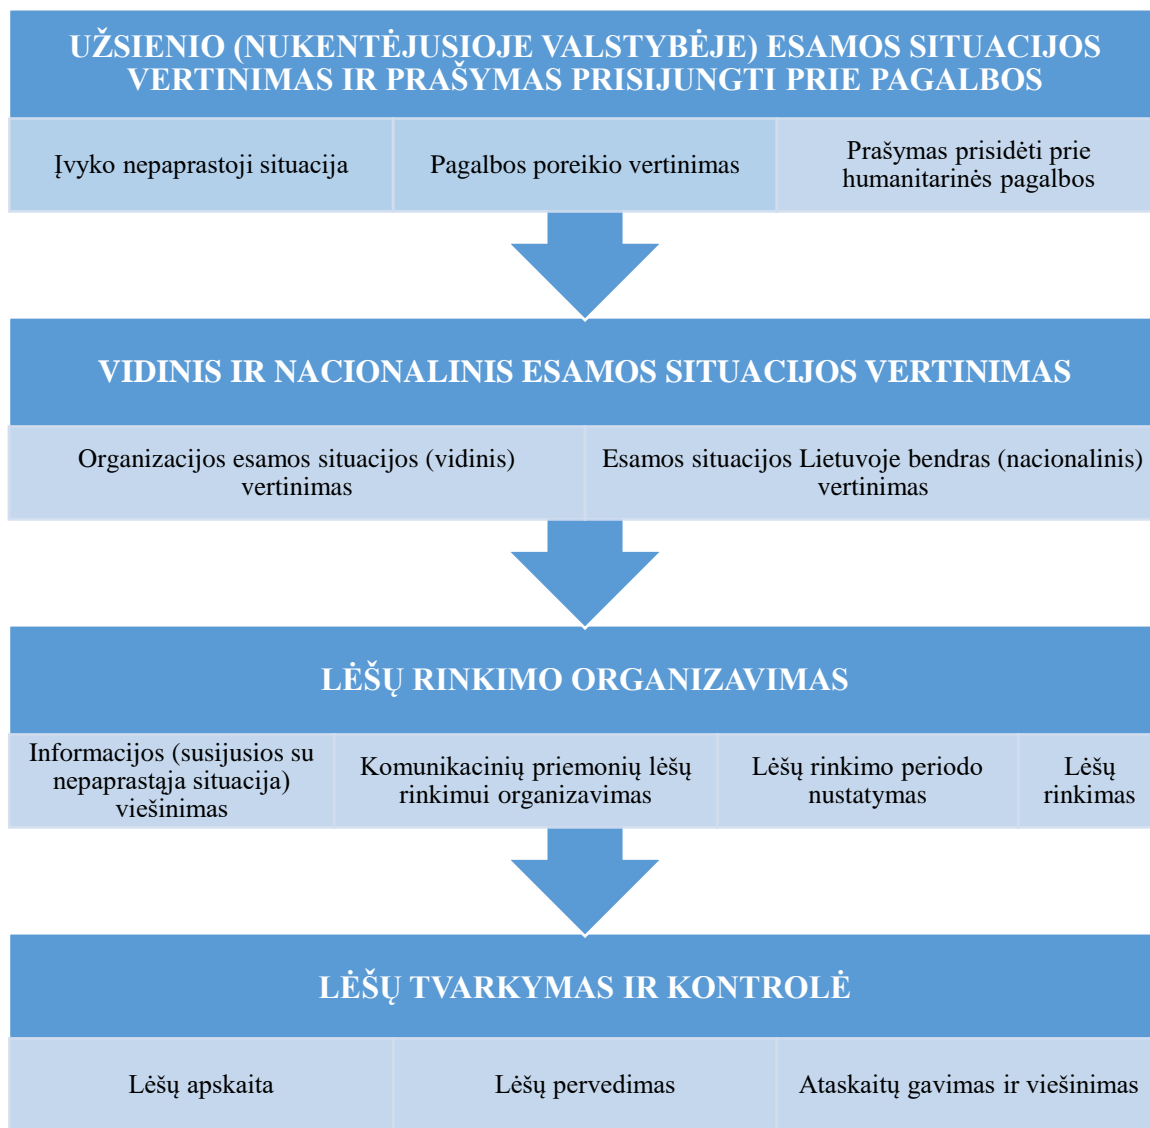 UŽSIENIO (NUKENTĖJUSIOJE VALSTYBĖJE) ESAMOS SITUACIJOS
VERTINIMAS IR PRAŠYMAS PRISIJUNGTI PRIE PAGALBOS
Įvyko nepaprastoji situacija
Pagalbos poreikio vertinimas
Prašymas prisidėti prie
humanitarinės pagalbos
VIDINIS IR NACIONALINIS ESAMOS SITUACIJOS VERTINIMAS
Organizacijos esamos situacijos (vidinis)
vertinimas
Esamos situacijos Lietuvoje bendras (nacionalinis)
vertinimas
LĖŠŲ RINKIMO ORGANIZAVIMAS
Informacijos (susijusios su
nepaprastąja situacija)
viešinimas
Komunikacinių priemonių lėšų
rinkimui organizavimas
Lėšų rinkimo periodo
nustatymas
Lėšų
rinkimas
LĖŠŲ TVARKYMAS IR KONTROLĖ
Lėšų apskaita
Lėšų pervedimas
Ataskaitų gavimas ir viešinimas